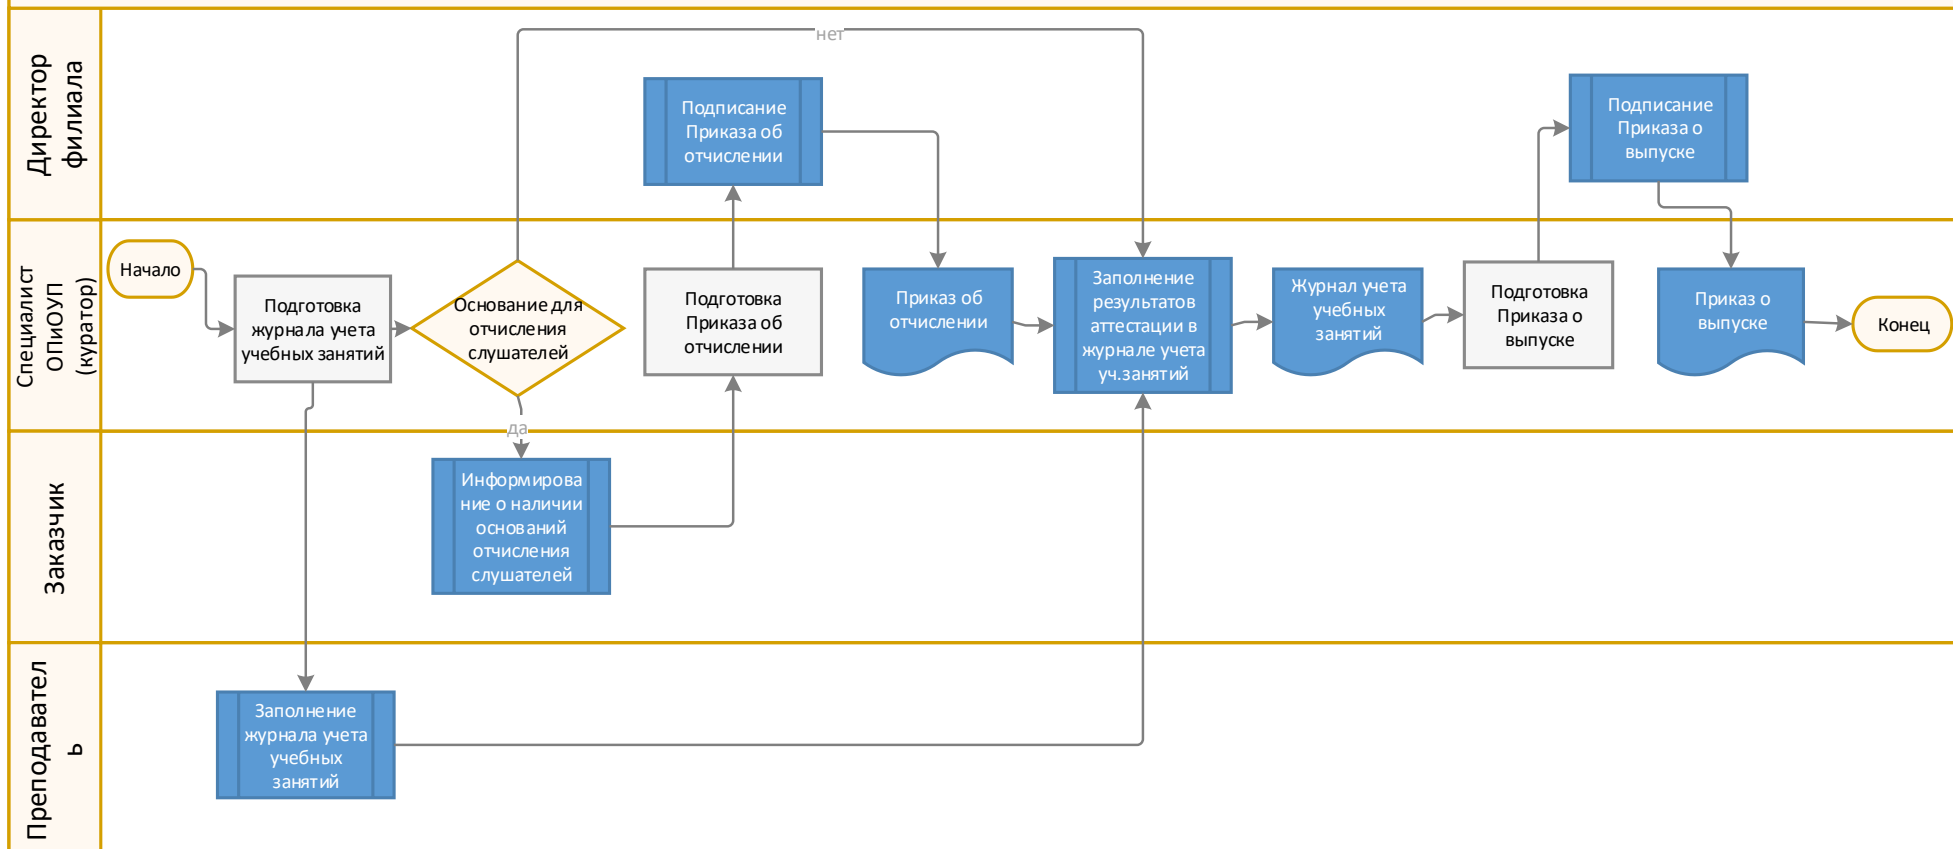 Директор
филиала
нет
Подписание
Приказа об
отчислении
Подписание
Приказа о
выпуске
Специалист
ОПиОУП
(куратор)
Начало
Подготовка
журнала учета
учебных занятий
Основание для
отчисления
слушателей
да
Подготовка
Приказа об
отчислении
Приказ об
отчислении
Заполнение
результатов
аттестации в
журнале учета
уч.занятий
Журнал учета
учебных
занятий
Подготовка
Приказа о
выпуске
Приказ о
выпуске
Конец
Заказчик
Информирова
ние о наличии
оснований
отчисления
слушателей
Преподавател
ь
Заполнение
журнала учета
учебных
занятий